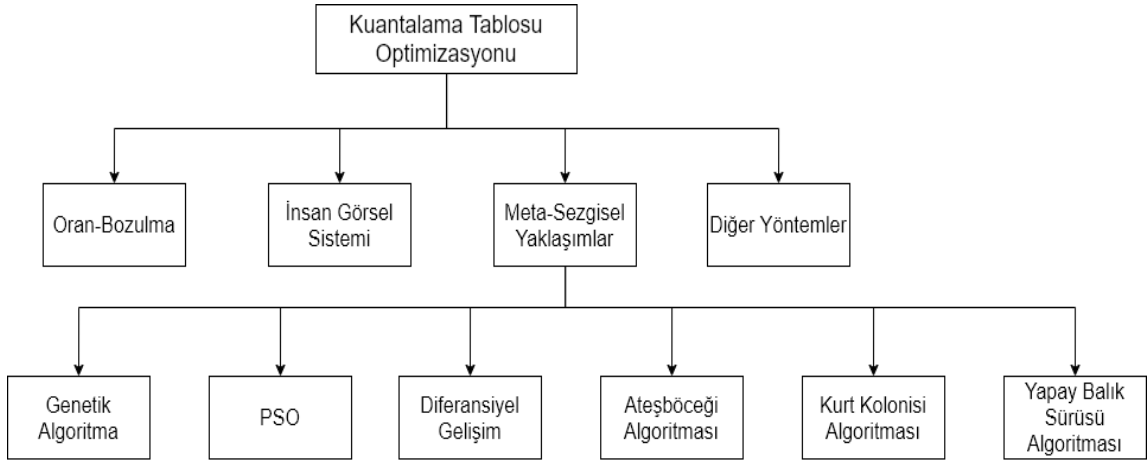 Kuantalama Tablosu
Optimizasyonu
Oran-Bozulma
İnsan Görsel
Sistemi
Meta-Sezgisel
Yaklaşımlar
Diğer Yöntemler
Genetik
Algoritma
PSO
Diferansiyel
Gelişim
Ateşböceği
Algoritması
Kurt Kolonisi
Algoritması
Yapay Balık
Sürüsü
Algoritması